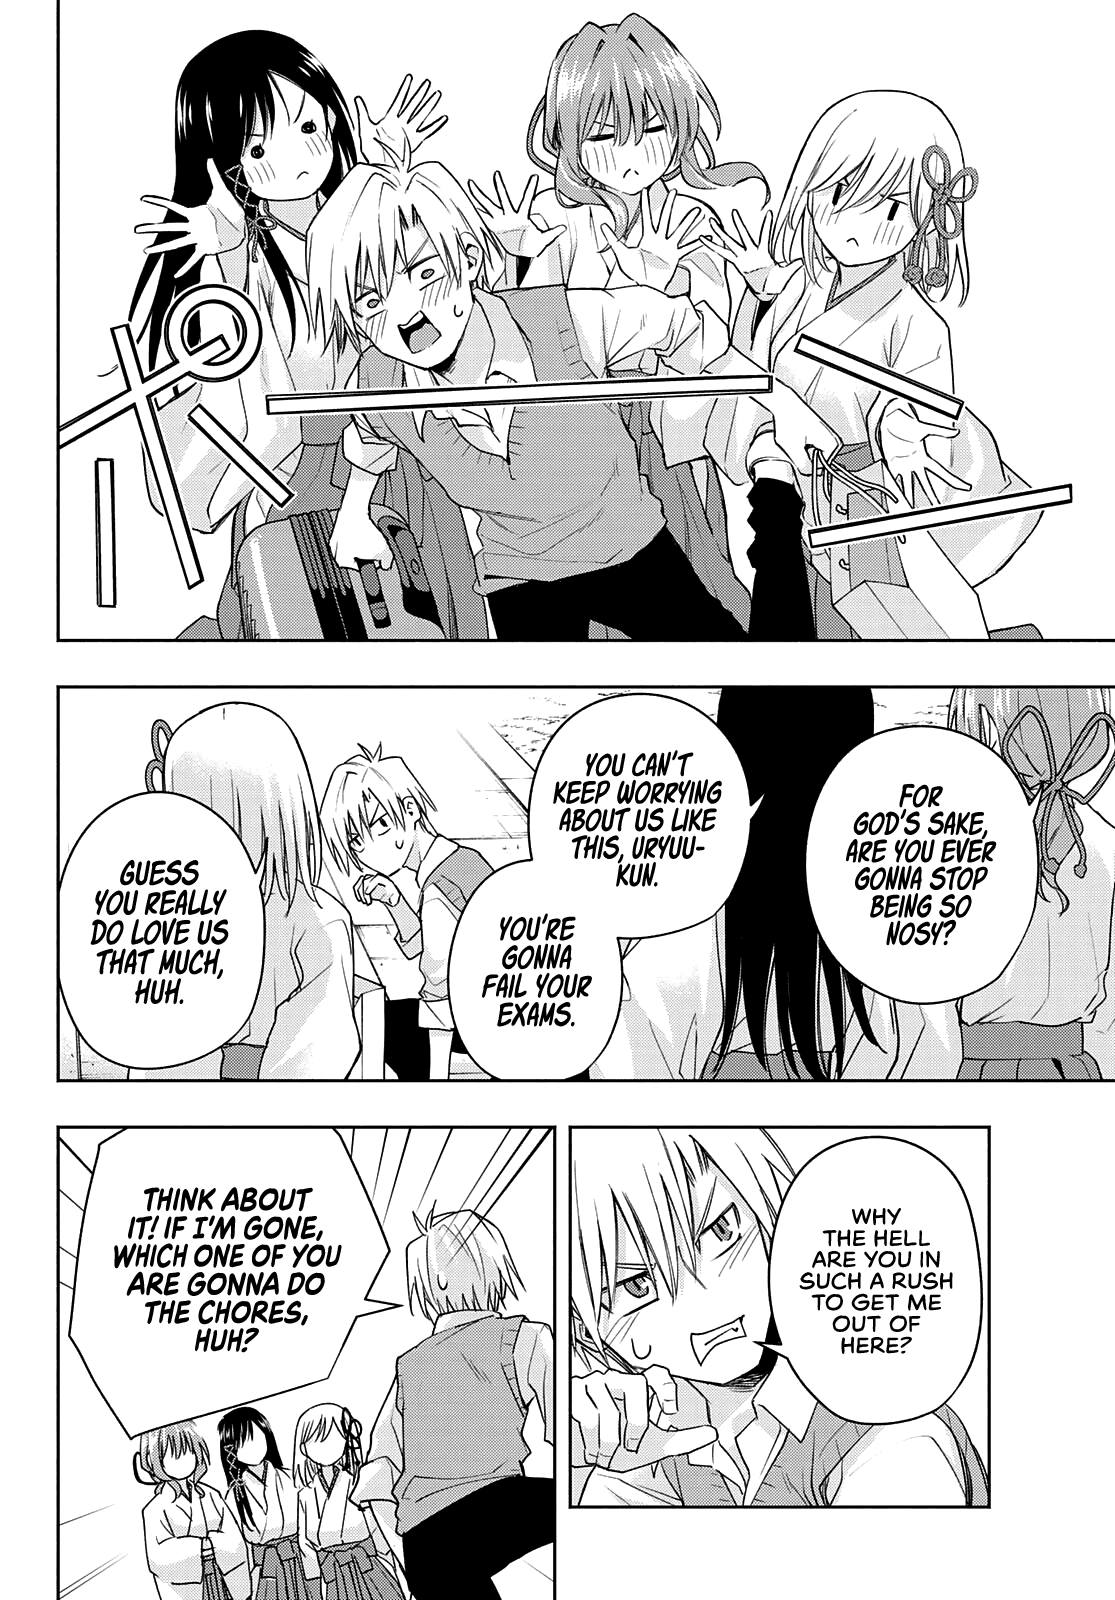 ポーイ
FOR
GOD'S SAKE,
ARE YOU EVER
GONNA STOP
BEING SO
NOSY?
YOU CAN'T
KEEP WORRYING
ABOUT US LIKE
THIS, URYUU-
KUN.
YOU'RE
GONNA
FAIL YOUR
EXAMS.
GUESS
YOU REALLY
DO LOVE US
THAT MUCH,
HUH.
WHY
THE HELL
ARE YOU IN
SUCH A RUSH
TO GET ME
OUT OF
HERE?
THINK ABOUT
IT! IF I'M GONE,
WHICH ONE OF YOU
ARE GONNA DO
THE CHORES,
HUH?